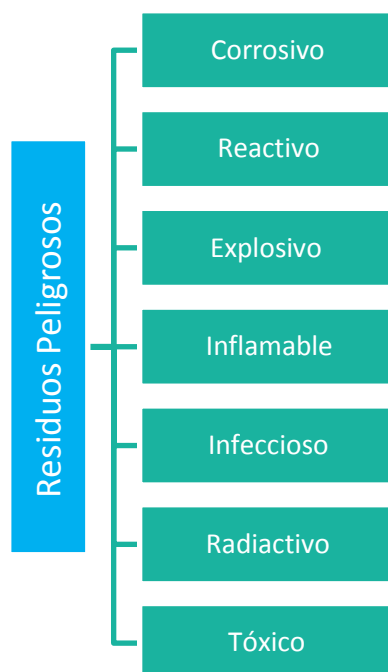 Residuos Peligrosos
Corrosivo
Reactivo
Explosivo
Inflamable
Infeccioso
Radiactivo
Tóxico